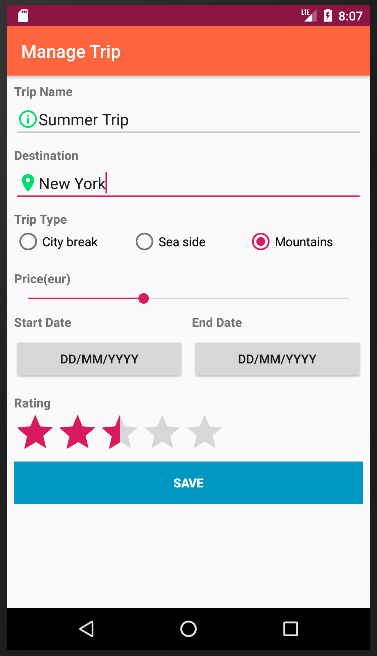 LTE 8:07
Manage Trip
Trip Name
Summer Trip
Destination
New York
Trip Type
City break Sea side Mountains
Price(eur)
Start Date End Date
DD/MM/YYYY DD/MM/YYYY
Rating
SAVE